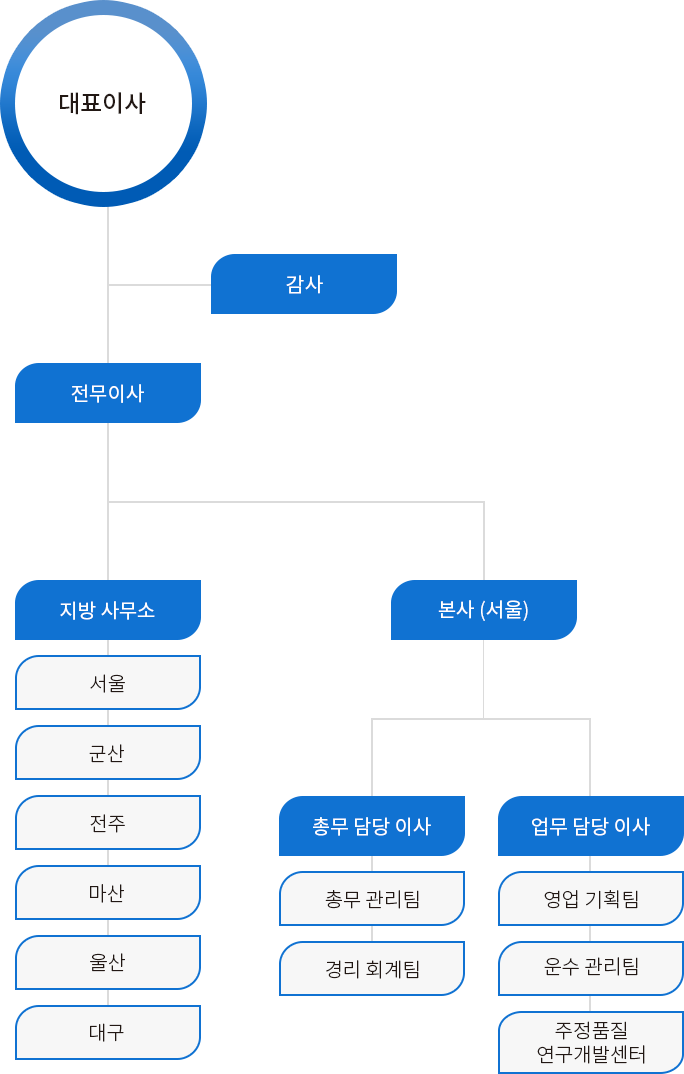 대표이사
감사
전무이사
지방 사무소
서울
군산
전주
마산
울산
대구
본사 (서울)
총무 담당 이사
총무 관리팀
경리 회계팀
업무 담당 이사
영업 기획팀
운수 관리팀
주정품질
연구개발센터